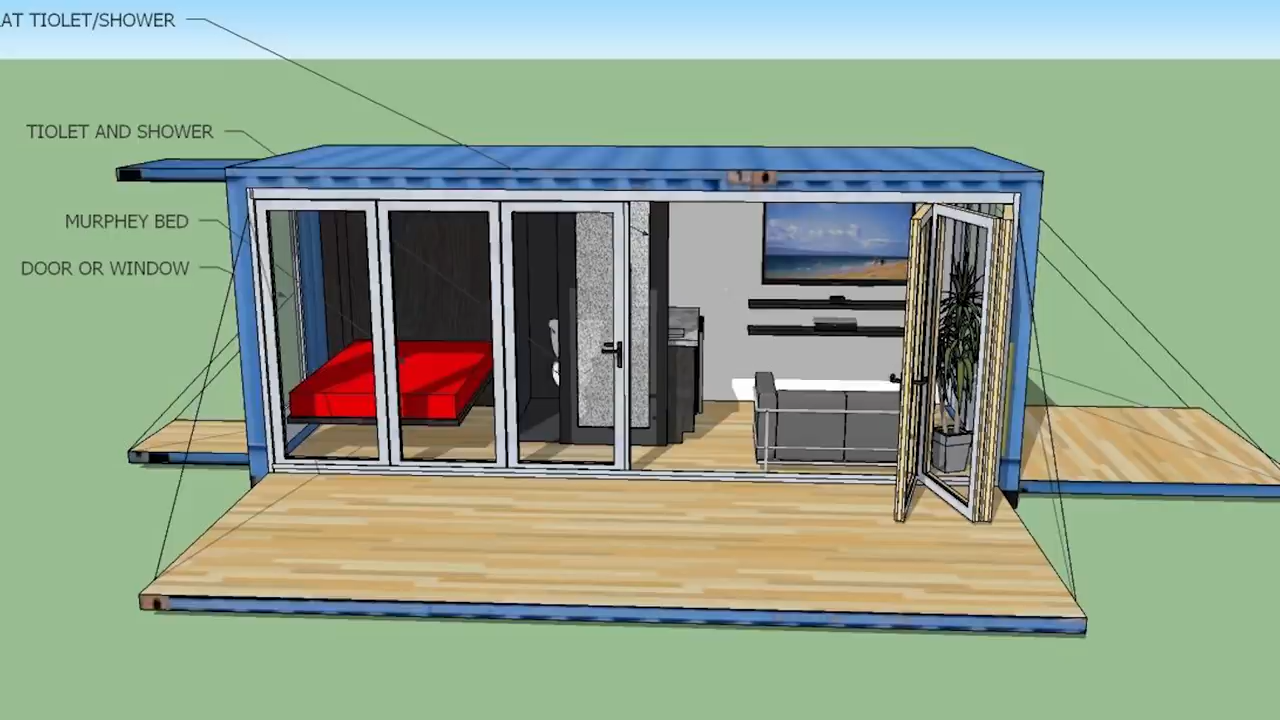 AT TIOLET/SHOWER
TIOLET AND SHOWER
MURPHEY BED
DOOR OR WINDOW